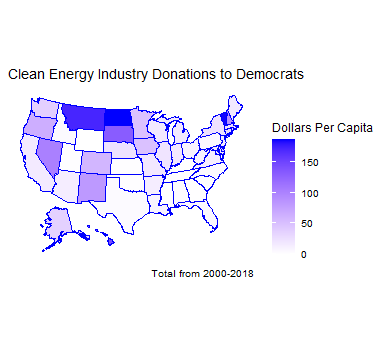 Clean Energy Industry Donations to Democrats
Dollars Per Capita
150
100
50
0
Total from 2000-2018